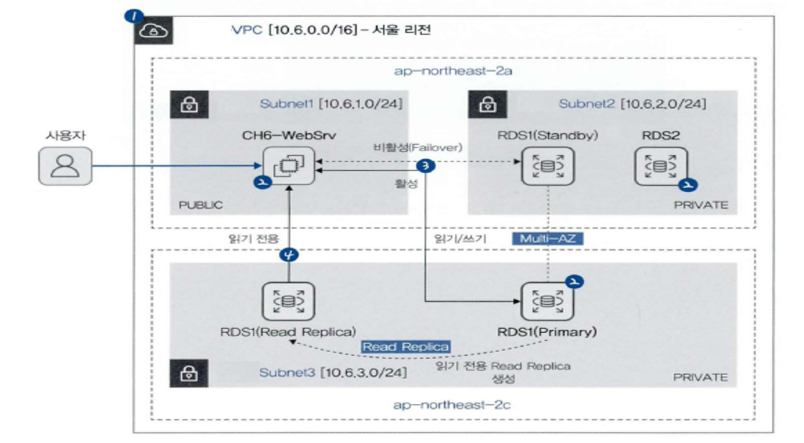 1
VPC [10.6.0.0/16] - 서울 리전
ap-northeast-2a
Subnet1 [10.6.1.0/24]
Subnet2 [10.6.2.0/24]
사용자
CH6-WebSrv
비활성(Failover)
RDS1(Standby)
RDS2
3
활성
2
2
PUBLIC
PRIVATE
읽기 전용
읽기/쓰기
Multi-AZ
4
2
RDS1(Read Replica)
RDS1(Primary)
Read Replica
읽기 전용 Read Replica
생성
Subnet3 [10.6.3.0/24]
PRIVATE
ap-northeast-2c